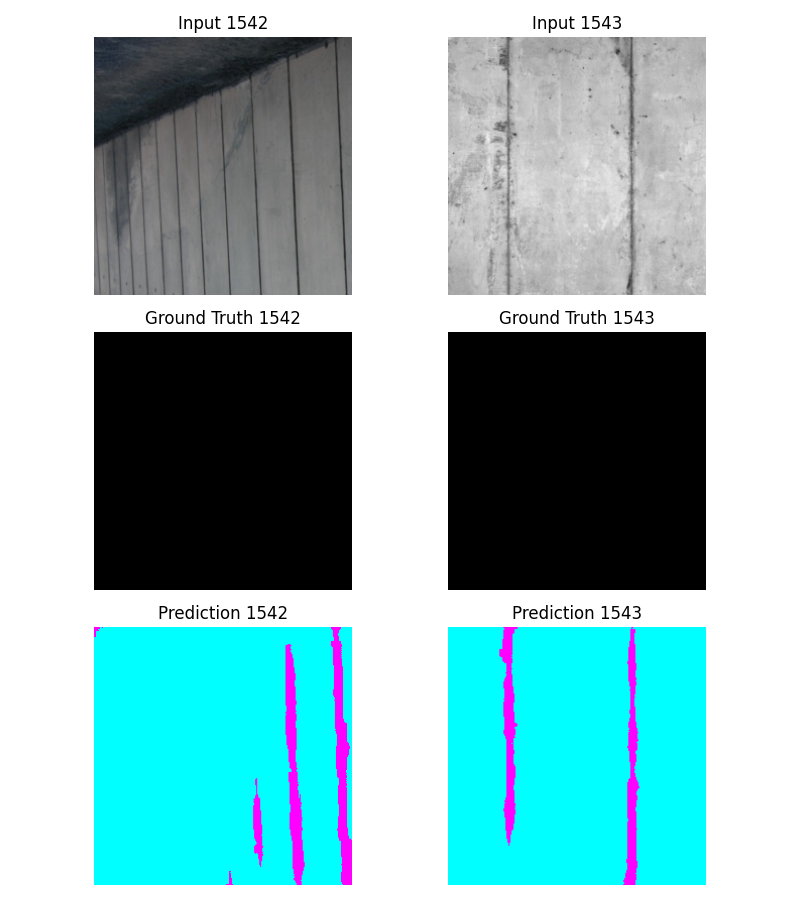 Input 1542
Input 1543
Ground Truth 1542
Ground Truth 1543
Prediction 1542
Prediction 1543